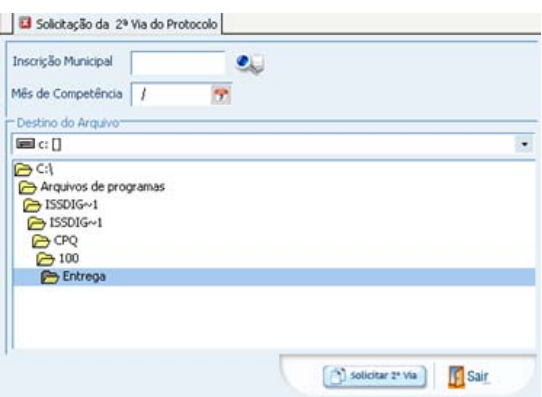 Solicitação da 2ª Via do Protocolo
Inscrição Municipal
Mês de Competência /
Destino do Arquivo
c: []
C:\
Arquivos de programas
ISSDIG~1
ISSDIG~1
CPQ
100
Entrega
Solicitar 2ª Via Sair